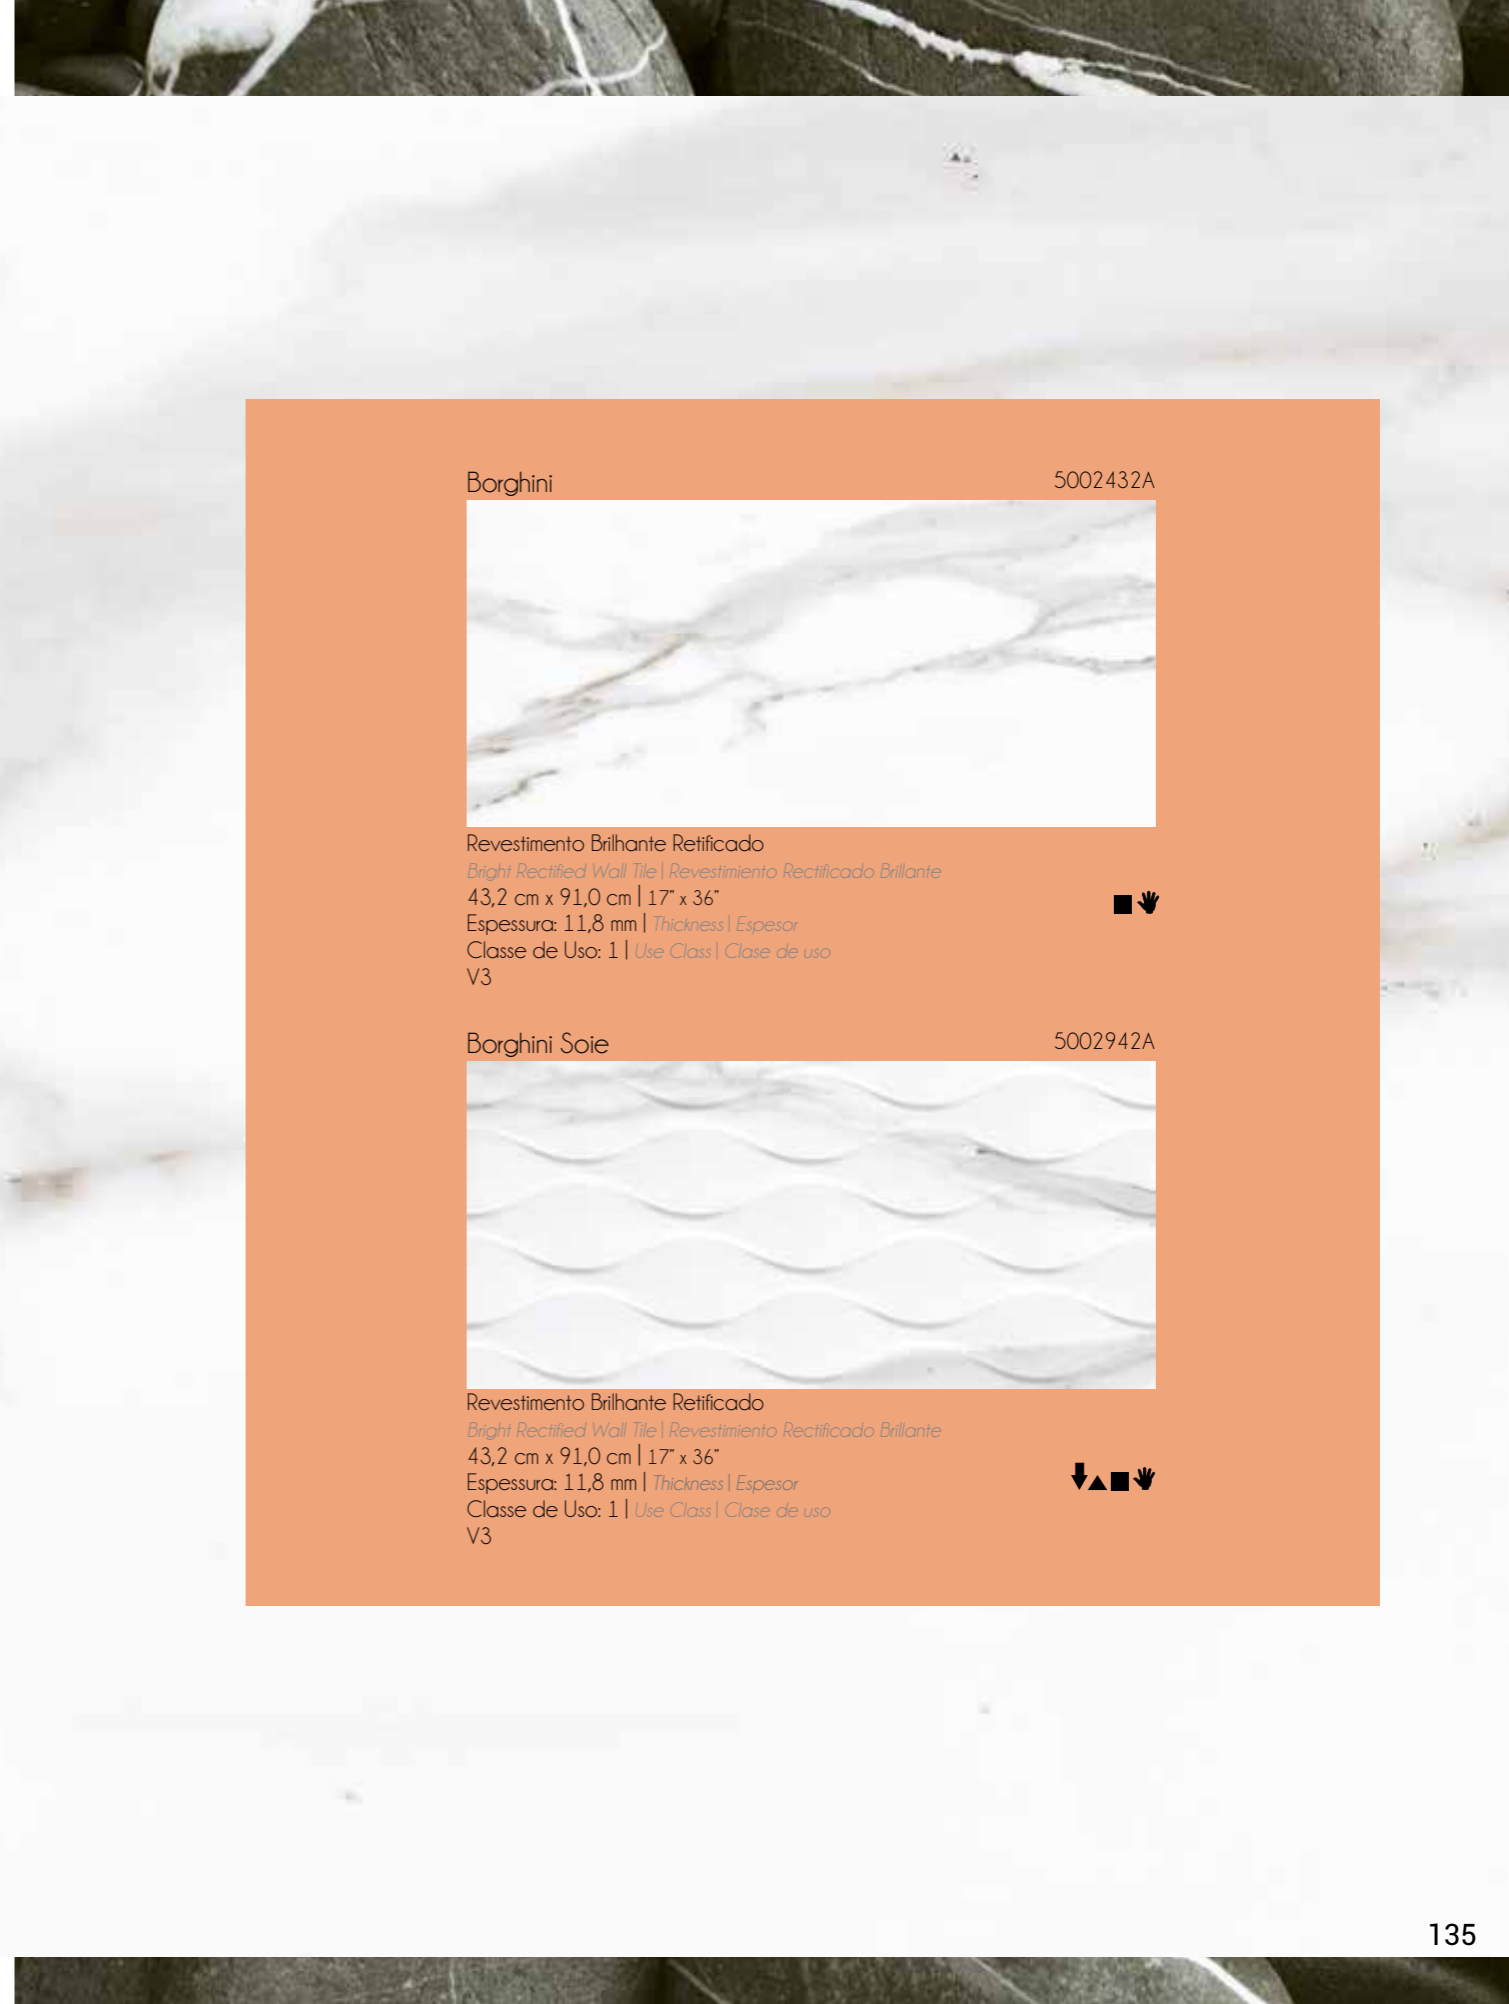 Borghini 5002432A
Revestimento Brilhante Retificado
Bright Rectified Wall Tile | Revestimiento Rectificado Brillante
43,2 cm x 91,0 cm | 17" x 36"
Espessura: 11,8 mm | Thickness | Espesor
Classe de Uso: 1 | Use Class | Clase de uso
V3
Borghini Soie 5002942A
Revestimento Brilhante Retificado
Bright Rectified Wall Tile | Revestimiento Rectificado Brillante
43,2 cm x 91,0 cm | 17" x 36"
Espessura: 11,8 mm | Thickness | Espesor
Classe de Uso: 1 | Use Class | Clase de uso
V3
135